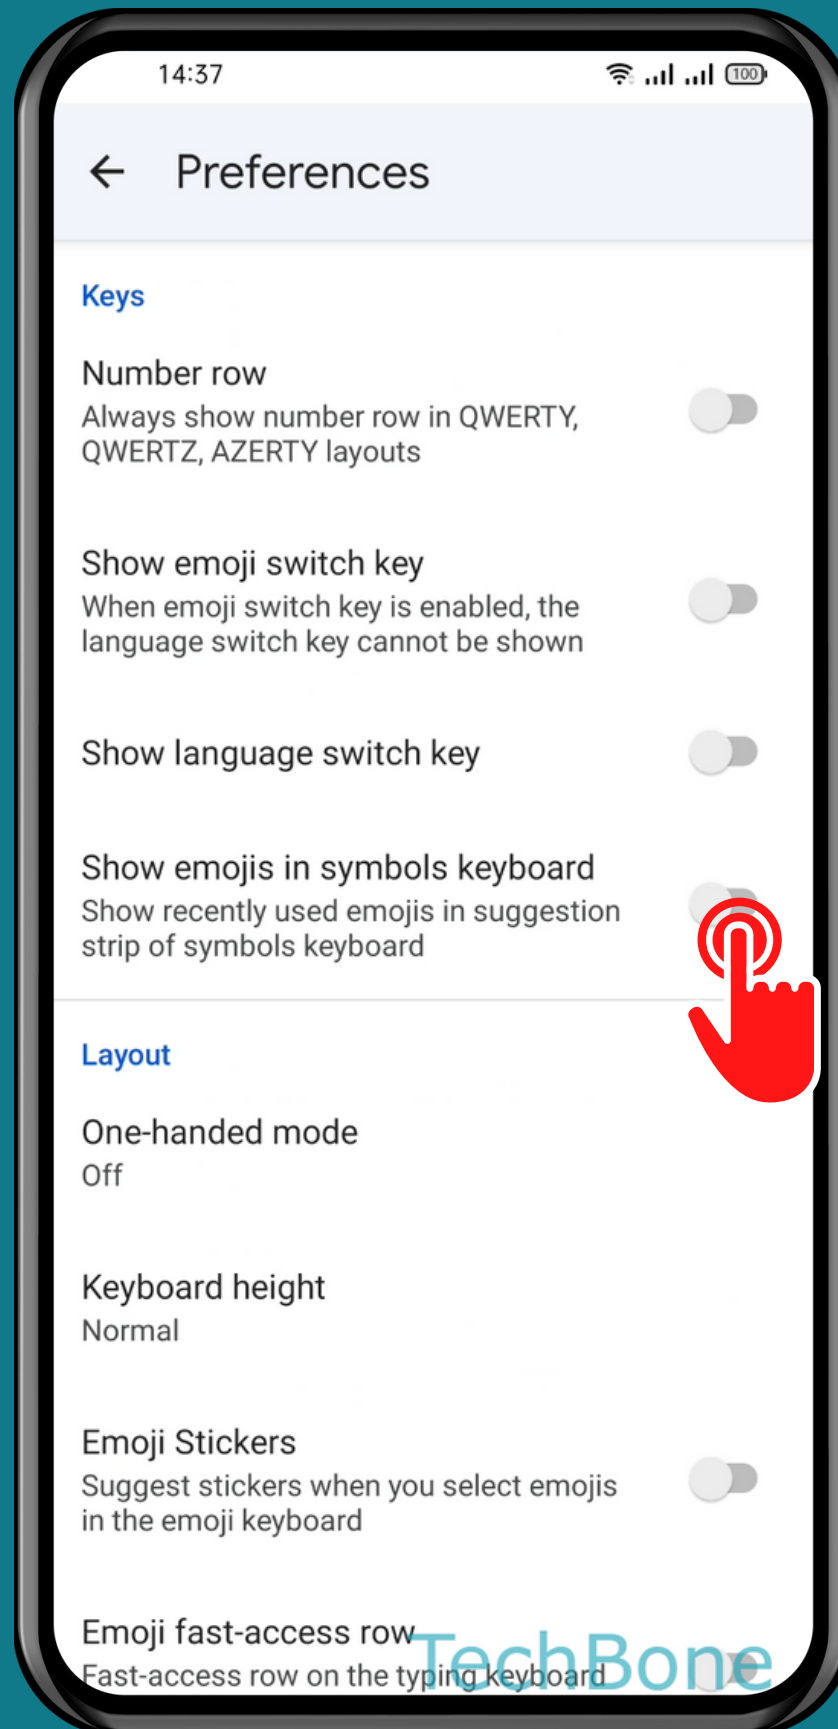 14:37
100
Preferences
Keys
Number row
Always show number row in QWERTY,
QWERTZ, AZERTY layouts
Show emoji switch key
When emoji switch key is enabled, the
language switch key cannot be shown
Show language switch key
Show emojis in symbols keyboard
Show recently used emojis in suggestion
strip of symbols keyboard
Layout
One-handed mode
Off
Keyboard height
Normal
Emoji Stickers
Suggest stickers when you select emojis
in the emoji keyboard
Emoji fast-access row
Fast-access row on the typing keyboard
TechBone